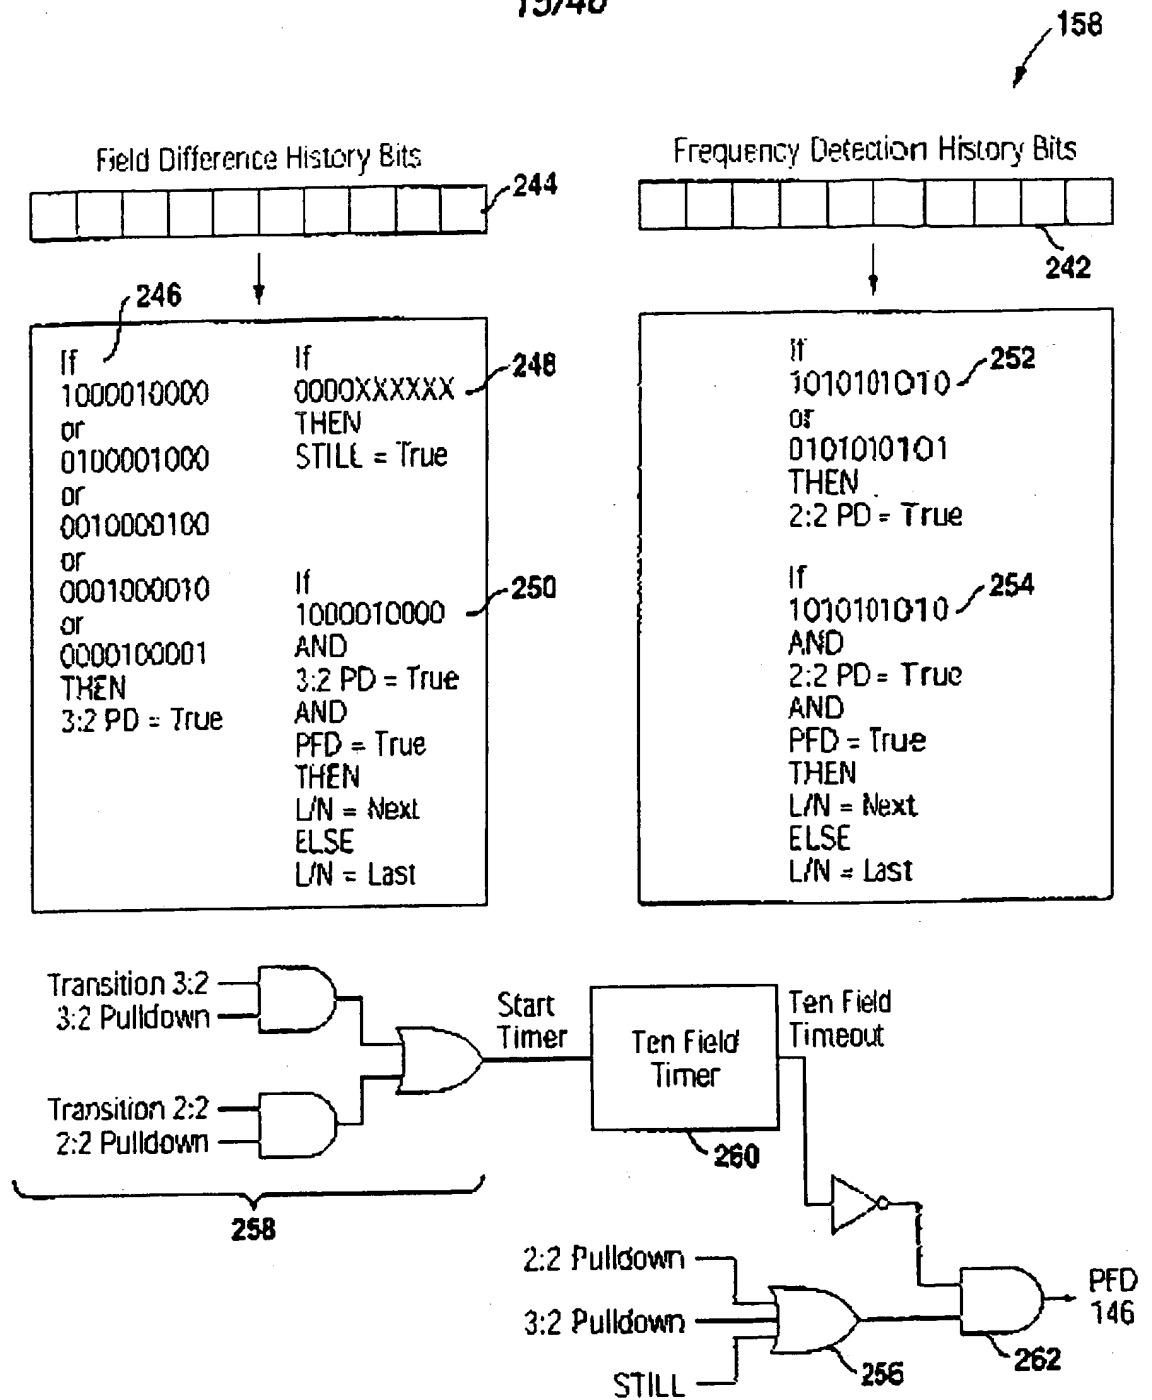 158
Field Difference History Bits
244
Frequency Detection History Bits
242
246
If
1000010000
or
0100001000
or
0010000100
or
0001000010
or
0000100001
THEN
3:2 PD = True
If
0000XXXXXX
248
THEN
STILL = True
If
1000010000
250
AND
3:2 PD = True
AND
PFD = True
THEN
L/N = Next
ELSE
L/N = Last
If
1010101010
252
or
0101010101
THEN
2:2 PD = True
If
1010101010
254
AND
2:2 PD = True
AND
PFD = True
THEN
L/N = Next
ELSE
L/N = Last
Transition 3:2
3:2 Pulldown
Transition 2:2
2:2 Pulldown
258
Start
Timer
Ten Field
Timer
260
Ten Field
Timeout
2:2 Pulldown
3:2 Pulldown
STILL
256
262
PFD
146